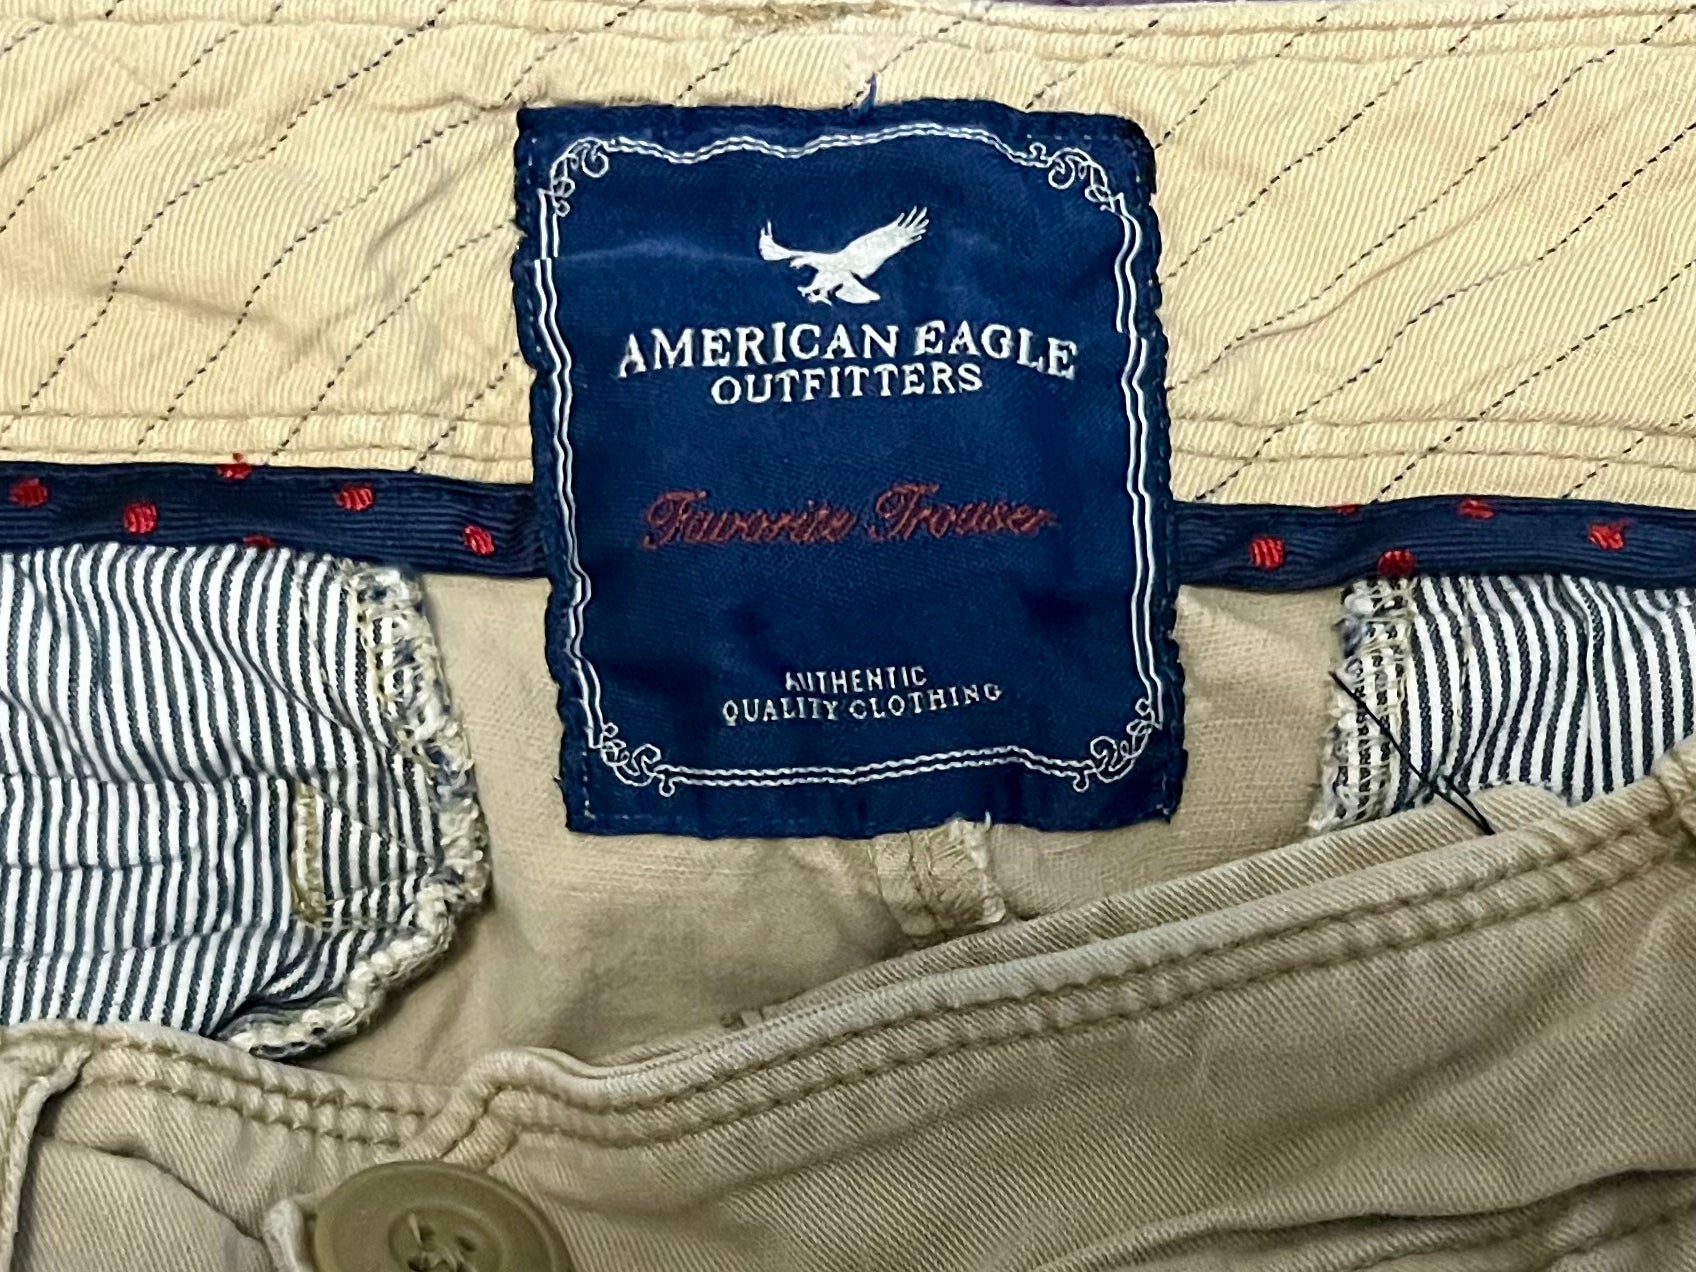 AMERICAN EAGLE
OUTFITTERS
Favorite Trouser
AUTHENTIC
QUALITY CLOTHING